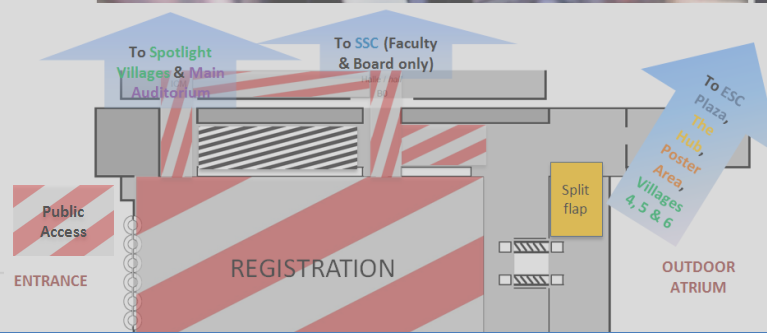 To Spotlight
Villages & Main
Auditorium
To SSC (Faculty
& Board only)
To ESC
Plaza,
The
Hub,
Poster
Area,
Villages
4, 5 & 6
Split
flap
Public
Access
ENTRANCE
REGISTRATION
OUTDOOR
ATRIUM